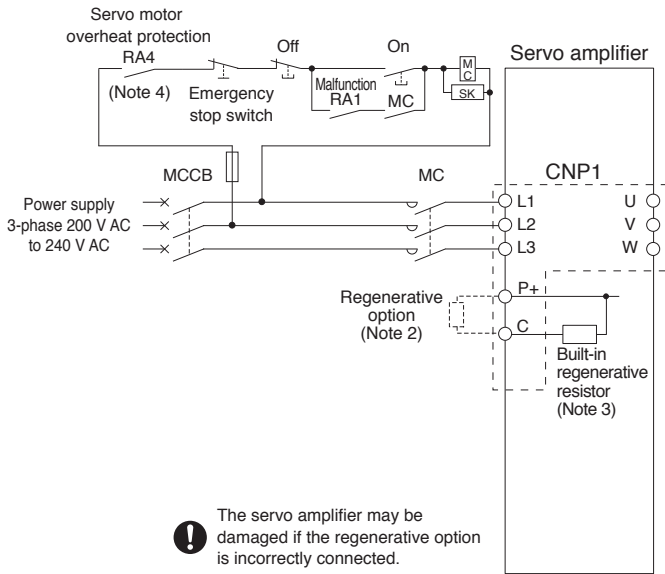 Servo motor
overheat protection
RA4
(Note 4)
Emergency
stop switch
Off
On
Malfunction
RA1
MC
M
C
SK
Servo amplifier
MCCB
MC
CNP1
Power supply
3-phase 200 V AC
to 240 V AC
L1
L2
L3
U
V
W
Regenerative
option
(Note 2)
P+
C
Built-in
regenerative
resistor
(Note 3)
The servo amplifier may be
damaged if the regenerative option
is incorrectly connected.